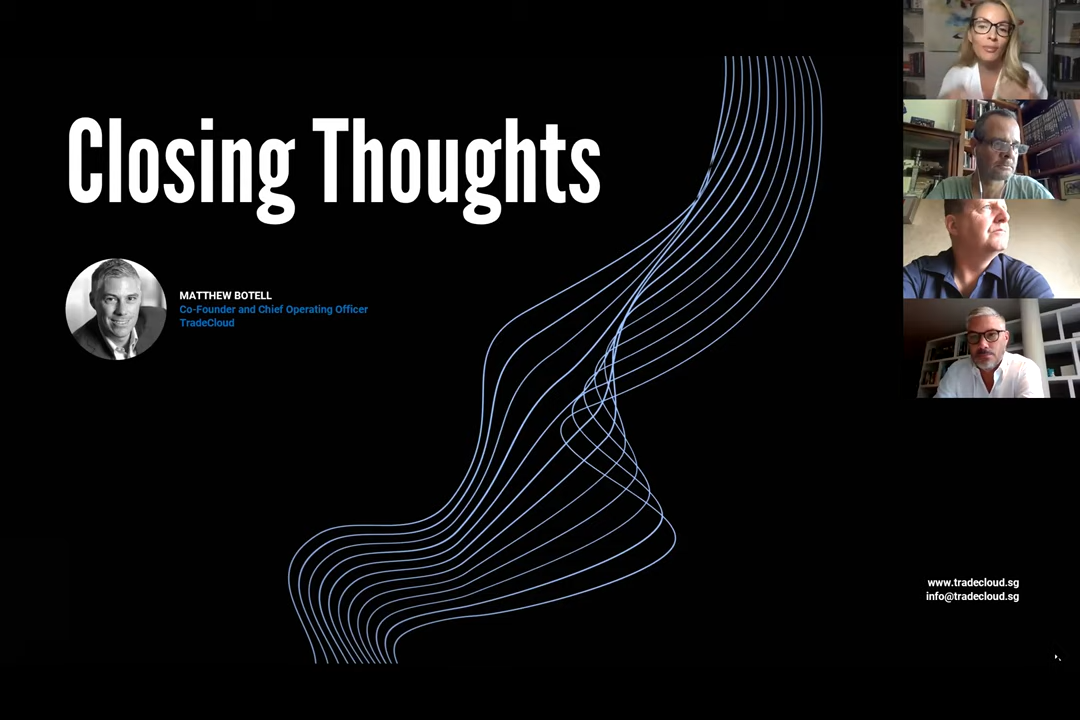 Closing Thoughts
MATTHEW BOTELL
Co-Founder and Chief Operating Officer
TradeCloud
www.tradecloud.sg
info@tradecloud.sg